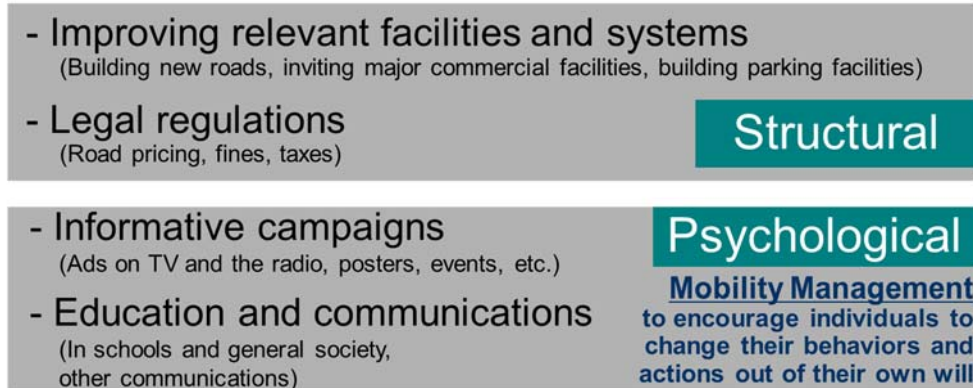 - Improving relevant facilities and systems
(Building new roads, inviting major commercial facilities, building parking facilities)
- Legal regulations
(Road pricing, fines, taxes)
Structural
- Informative campaigns
(Ads on TV and the radio, posters, events, etc.)
- Education and communications
(In schools and general society,
other communications)
Psychological
Mobility Management
to encourage individuals to
change their behaviors and
actions out of their own will